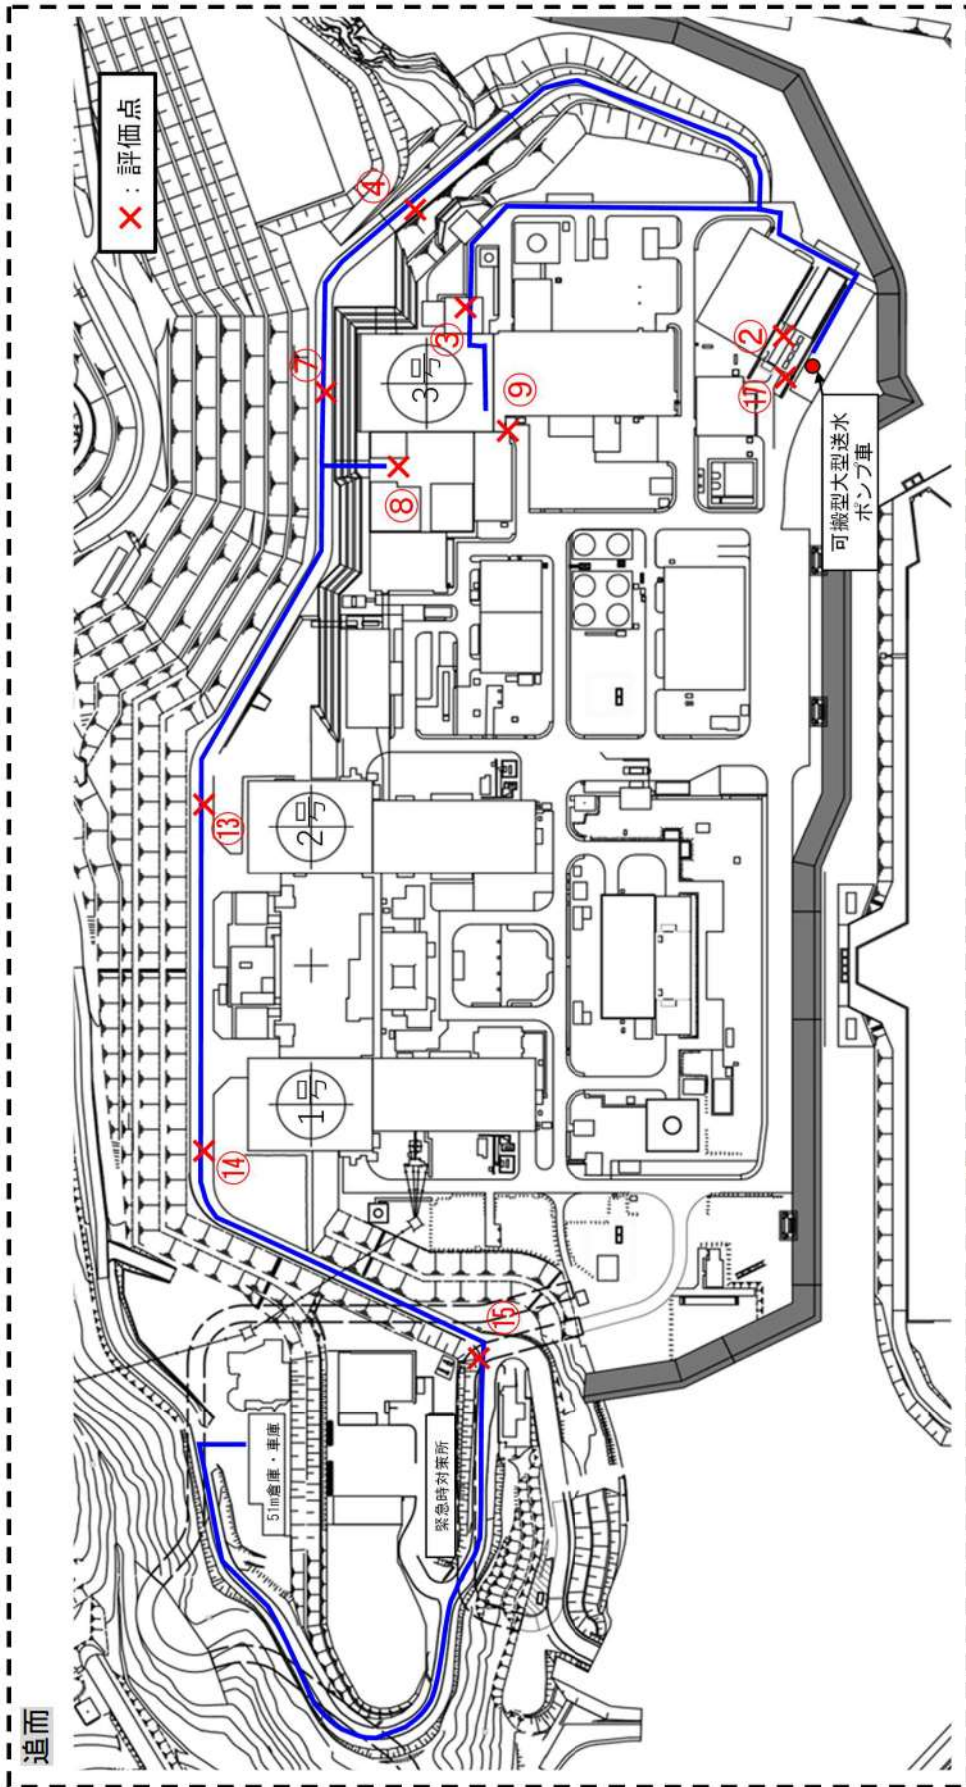 追而
×：評価点
④
⑦
③
3号
⑨
⑧
②
⑪
可搬型大型送水
ポンプ車
⑬
2号
1号
⑭
⑮
51m倉庫・車庫
緊急時対策所